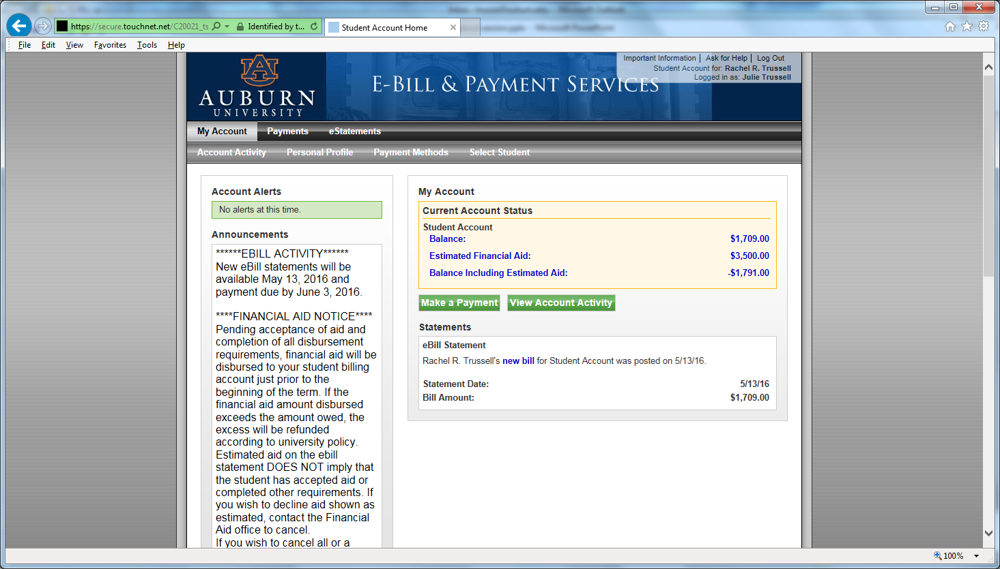 https://secure.touchnet.net/C20021_ts
Identified by t...
Student Account Home
File Edit View Favorites Tools Help
AUBURN
UNIVERSITY
E-BILL & PAYMENT SERVICES
Important Information | Ask for Help | Log Out
Student Account for: Rachel R. Trussell
Logged in as: Julie Trussell
My Account Payments eStatements
Account Activity Personal Profile Payment Methods Select Student
Account Alerts
No alerts at this time.
Announcements
******EBILL ACTIVITY******
New eBill statements will be
available May 13, 2016 and
payment due by June 3, 2016.
****FINANCIAL AID NOTICE****
Pending acceptance of aid and
completion of all disbursement
requirements, financial aid will be
disbursed to your student billing
account just prior to the
beginning of the term. If the
financial aid amount disbursed
exceeds the amount owed, the
excess will be refunded
according to university policy.
Estimated aid on the ebill
statement DOES NOT imply that
the student has accepted aid or
completed other requirements. If
you wish to decline aid shown as
estimated, contact the Financial
Aid office to cancel.
If you wish to cancel all or a
My Account
Current Account Status
Student Account
Balance: $1,709.00
Estimated Financial Aid: $3,500.00
Balance Including Estimated Aid: -$1,791.00
Make a Payment View Account Activity
Statements
eBill Statement
Rachel R. Trussell's new bill for Student Account was posted on 5/13/16.
Statement Date: 5/13/16
Bill Amount: $1,709.00
100%